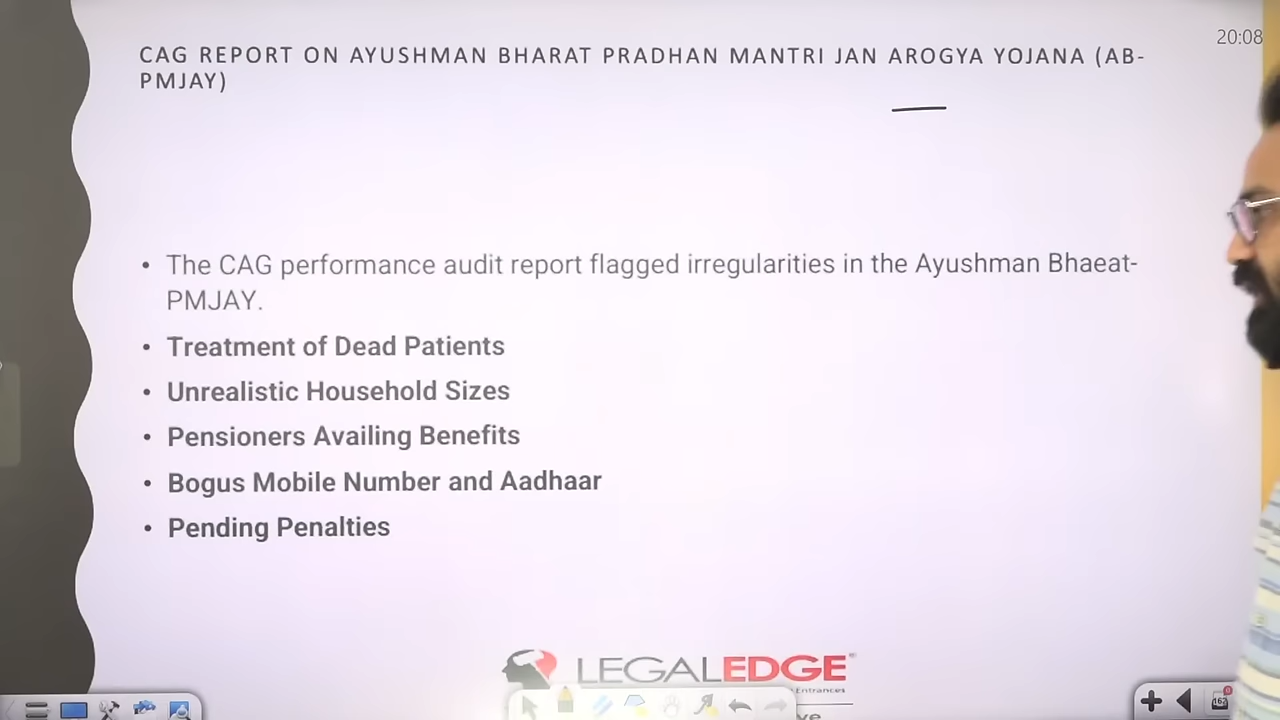 20:08
CAG REPORT ON AYUSHMAN BHARAT PRADHAN MANTRI JAN AROGYA YOJANA (AB-
PMJAY)
• The CAG performance audit report flagged irregularities in the Ayushman Bhaeat-
PMJAY.
• Treatment of Dead Patients
• Unrealistic Household Sizes
• Pensioners Availing Benefits
• Bogus Mobile Number and Aadhaar
• Pending Penalties
LEGALEDGE
Entrances